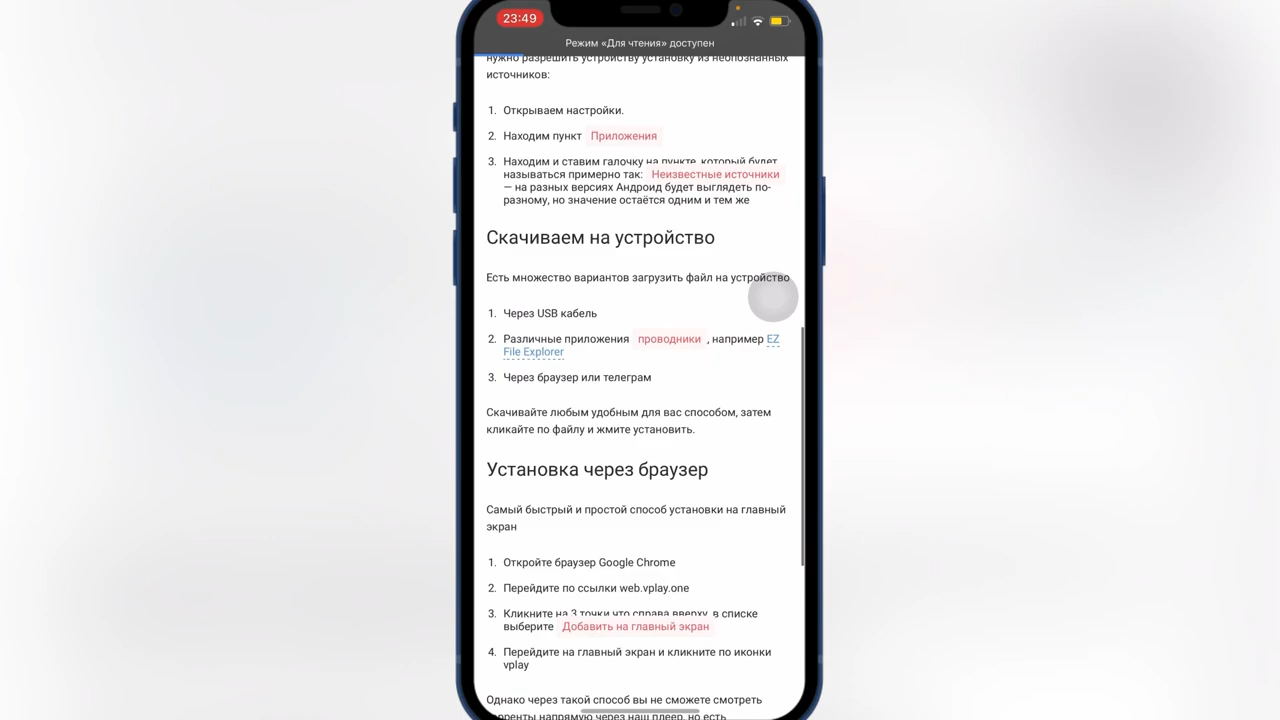 23:49
Режим «Для чтения» доступен
нужно разрешить устройству установку из неопознанных
источников:
1. Открываем настройки.
2. Находим пункт Приложения
3. Находим и ставим галочку на пункте, который будет
называться примерно так: Неизвестные источники
— на разных версиях Андроид будет выглядеть по-
разному, но значение остаётся одним и тем же
Скачиваем на устройство
Есть множество вариантов загрузить файл на устройство
1. Через USB кабель
2. Различные приложения проводники , например EZ
File Explorer
3. Через браузер или телеграм
Скачивайте любым удобным для вас способом, затем
кликайте по файлу и жмите установить.
Установка через браузер
Самый быстрый и простой способ установки на главный
экран
1. Откройте браузер Google Chrome
2. Перейдите по ссылки web.vplay.one
3. Кликните на 3 точки что справа вверху, в списке
выберите Добавить на главный экран
4. Перейдите на главный экран и кликните по иконки
vplay
Однако через такой способ вы не сможете смотреть
торренты напрямую через наш плеер, но есть